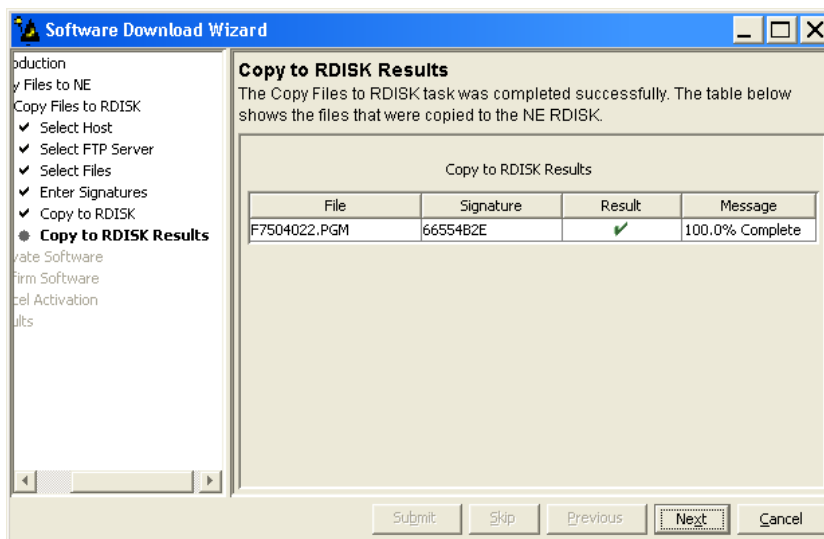 Software Download Wizard
oduction
y Files to NE
Copy Files to RDISK
Select Host
Select FTP Server
Select Files
Enter Signatures
Copy to RDISK
Copy to RDISK Results
vate Software
firm Software
cel Activation
ults
Copy to RDISK Results
The Copy Files to RDISK task was completed successfully. The table below
shows the files that were copied to the NE RDISK.
Copy to RDISK Results
File Signature Result Message
F7504022.PGM 66554B2E ✔ 100.0% Complete
Submit Skip Previous Next Cancel